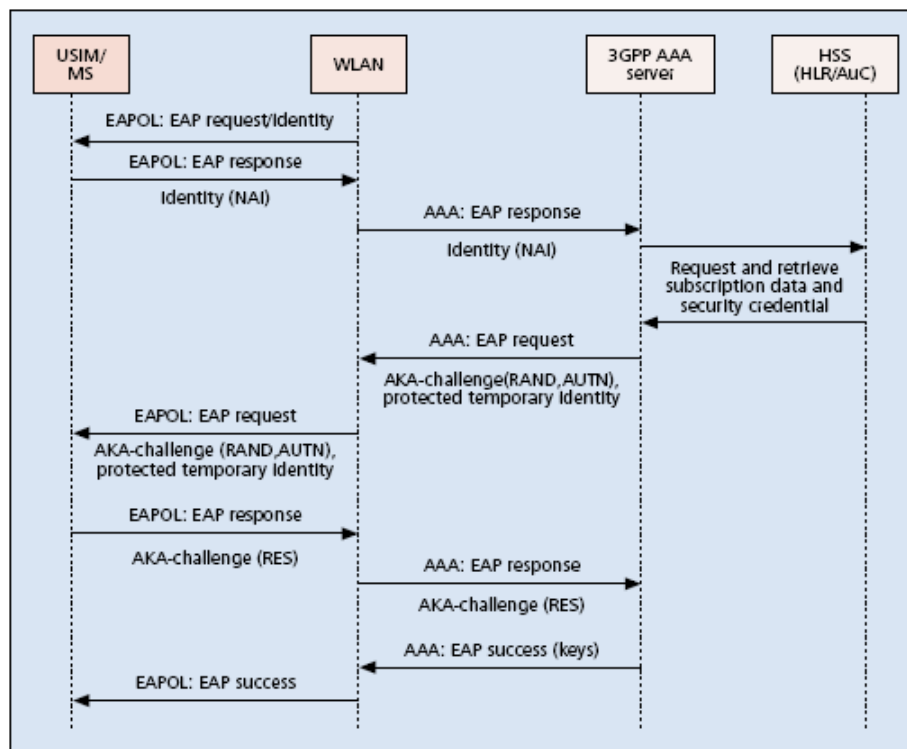 USIM/
MS
WLAN
3GPP AAA
server
HSS
(HLR/AuC)
EAPOL: EAP request/identity
EAPOL: EAP response
Identity (NAI)
AAA: EAP response
Identity (NAI)
Request and retrieve
subscription data and
security credential
AAA: EAP request
AKA-challenge(RAND,AUTN),
protected temporary identity
EAPOL: EAP request
AKA-challenge (RAND,AUTN),
protected temporary identity
EAPOL: EAP response
AKA-challenge (RES)
AAA: EAP response
AKA-challenge (RES)
AAA: EAP success (keys)
EAPOL: EAP success